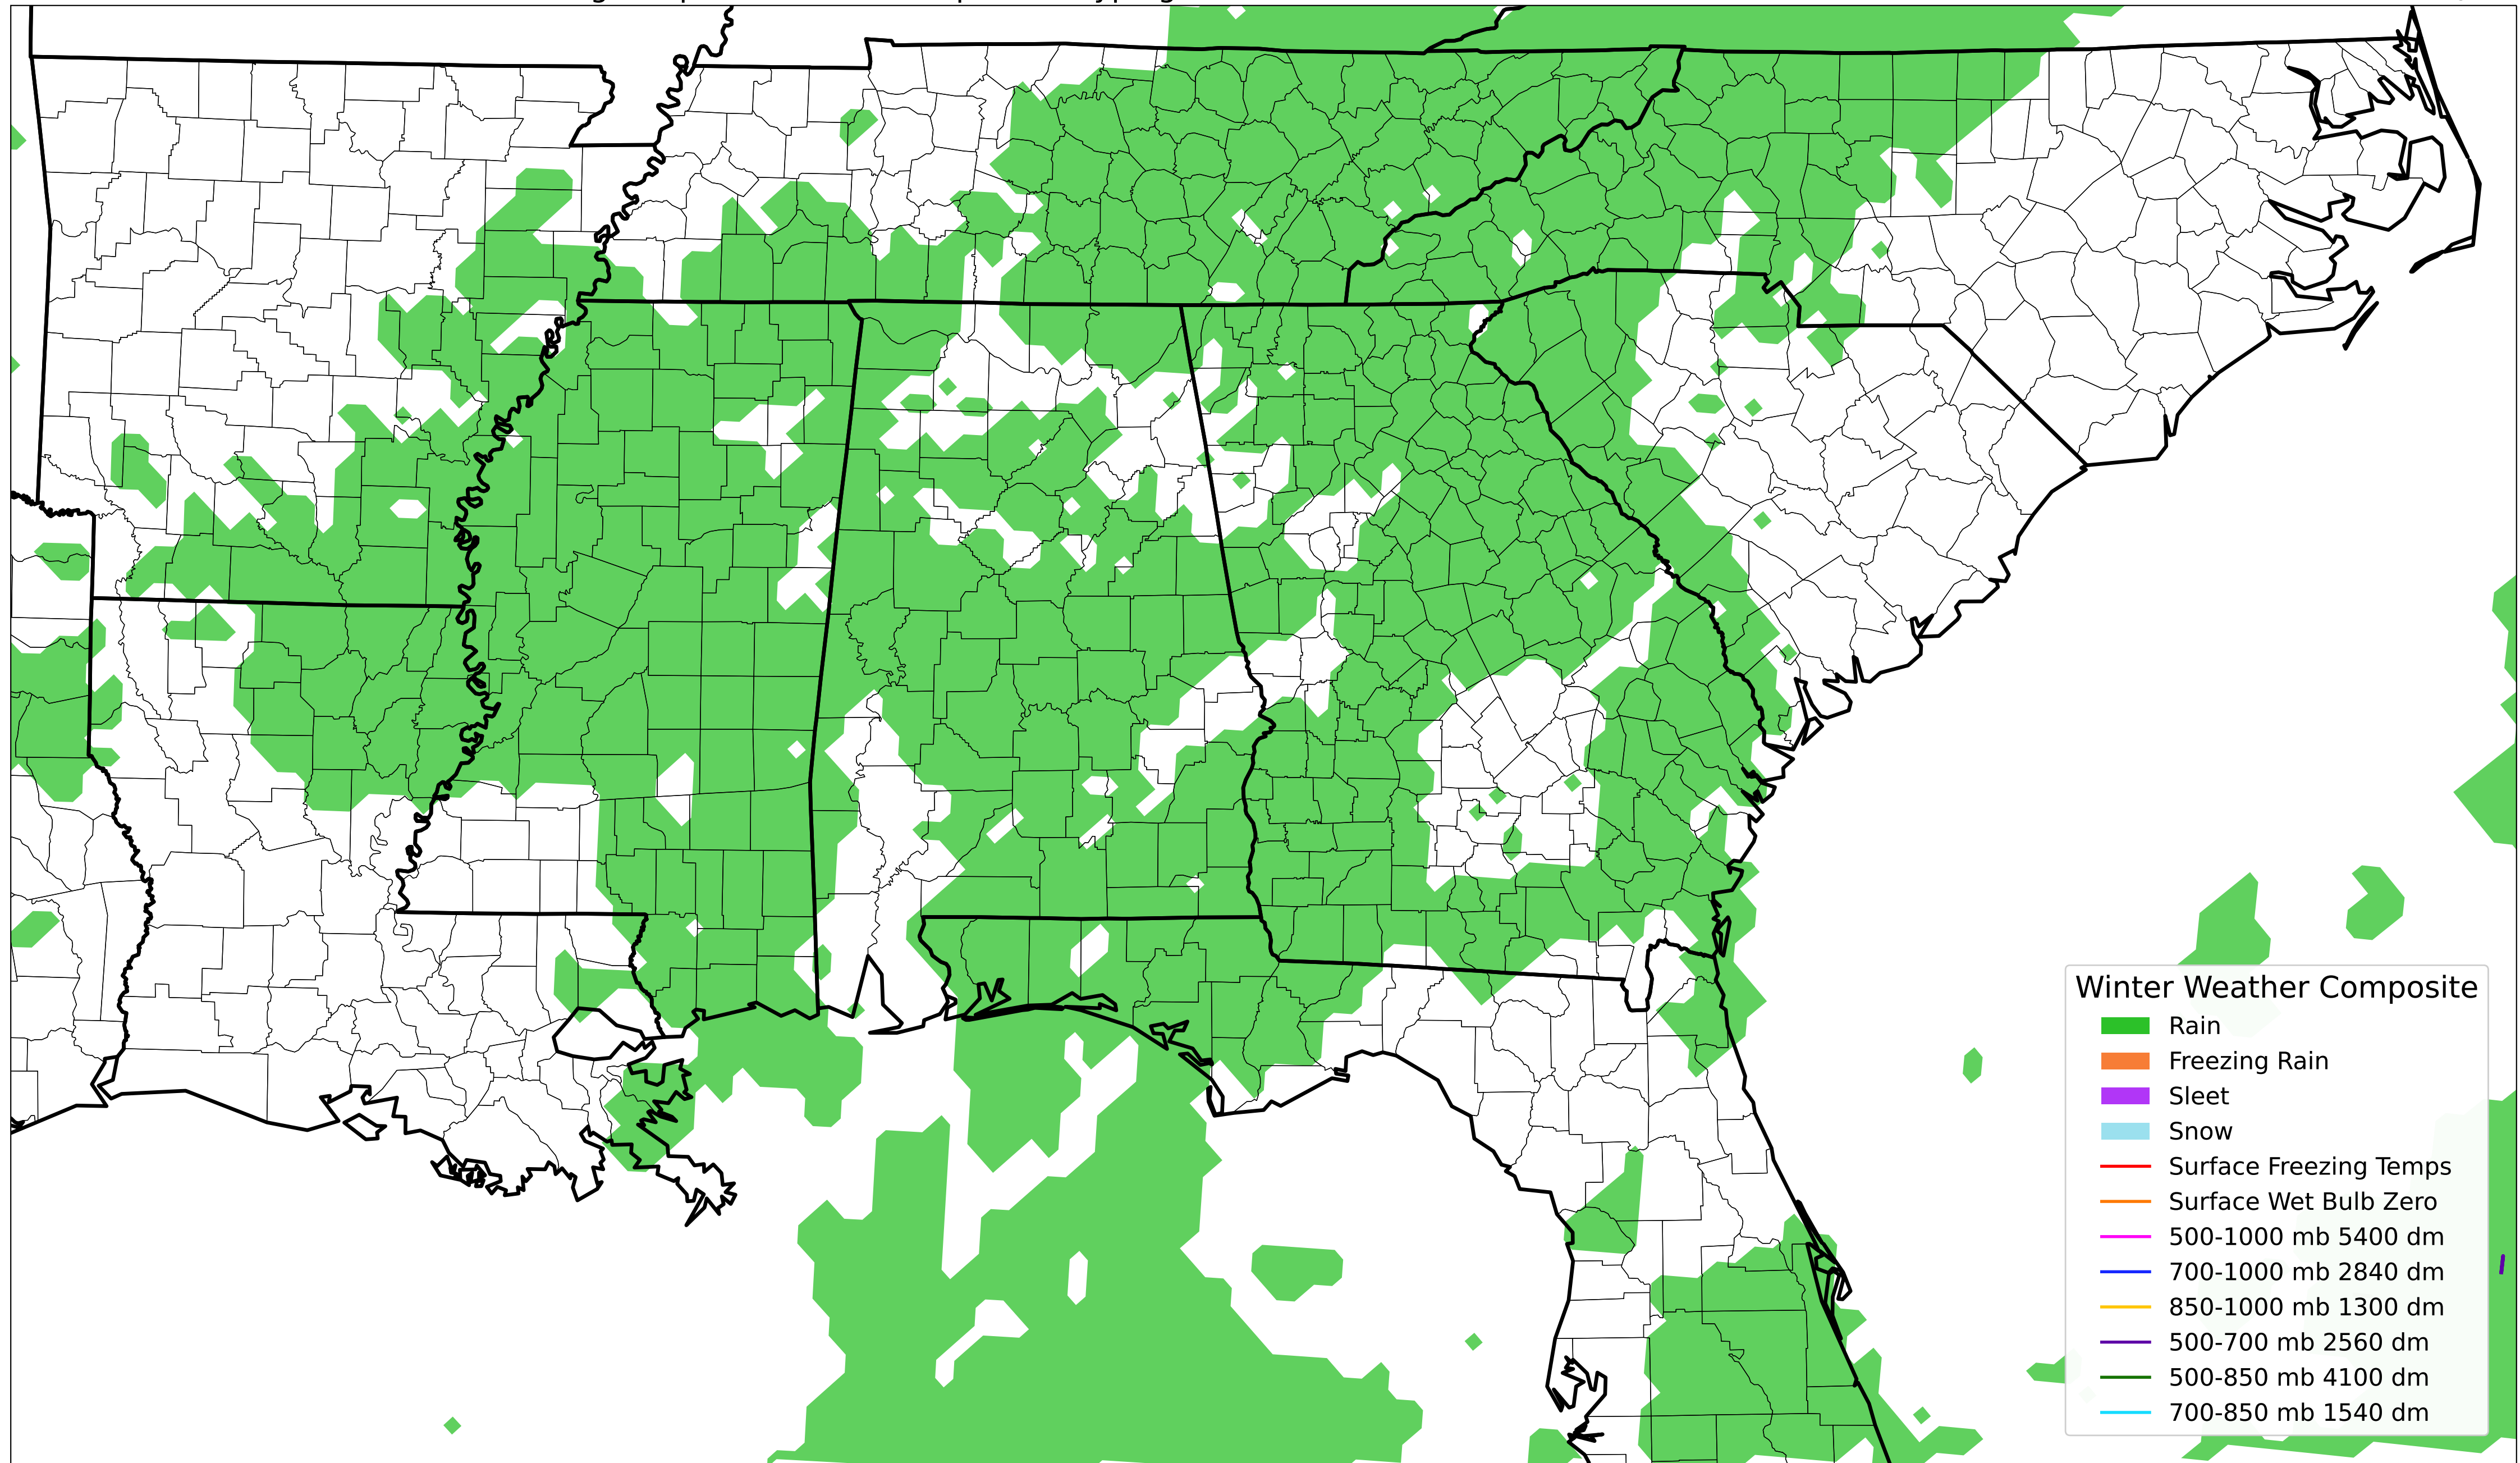 Winter Weather Composite
Rain
Freezing Rain
Sleet
Snow
Surface Freezing Temps
Surface Wet Bulb Zero
500-1000 mb 5400 dm
700-1000 mb 2840 dm
850-1000 mb 1300 dm
500-700 mb 2560 dm
500-850 mb 4100 dm
700-850 mb 1540 dm